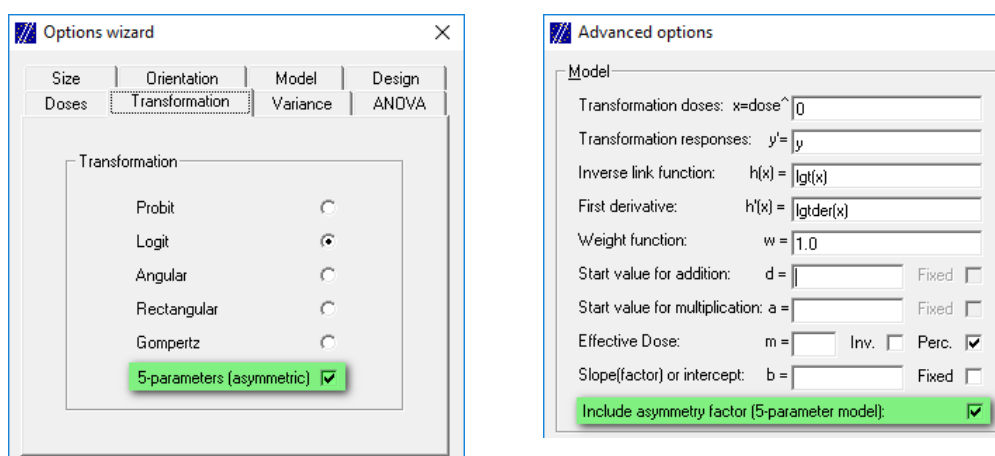 Options wizard
Size Orientation Model Design
Doses Transformation Variance ANOVA
Transformation
Probit
Logit
Angular
Rectangular
Gompertz
5-parameters (asymmetric)
Advanced options
Model
Transformation doses: x=dose^ 0
Transformation responses: y'= y
Inverse link function: h(x) = lgt(x)
First derivative: h'(x) = lgtder(x)
Weight function: w = 1.0
Start value for addition: d = Fixed
Start value for multiplication: a = Fixed
Effective Dose: m = Inv. Perc.
Slope(factor) or intercept: b = Fixed
Include asymmetry factor (5-parameter model):